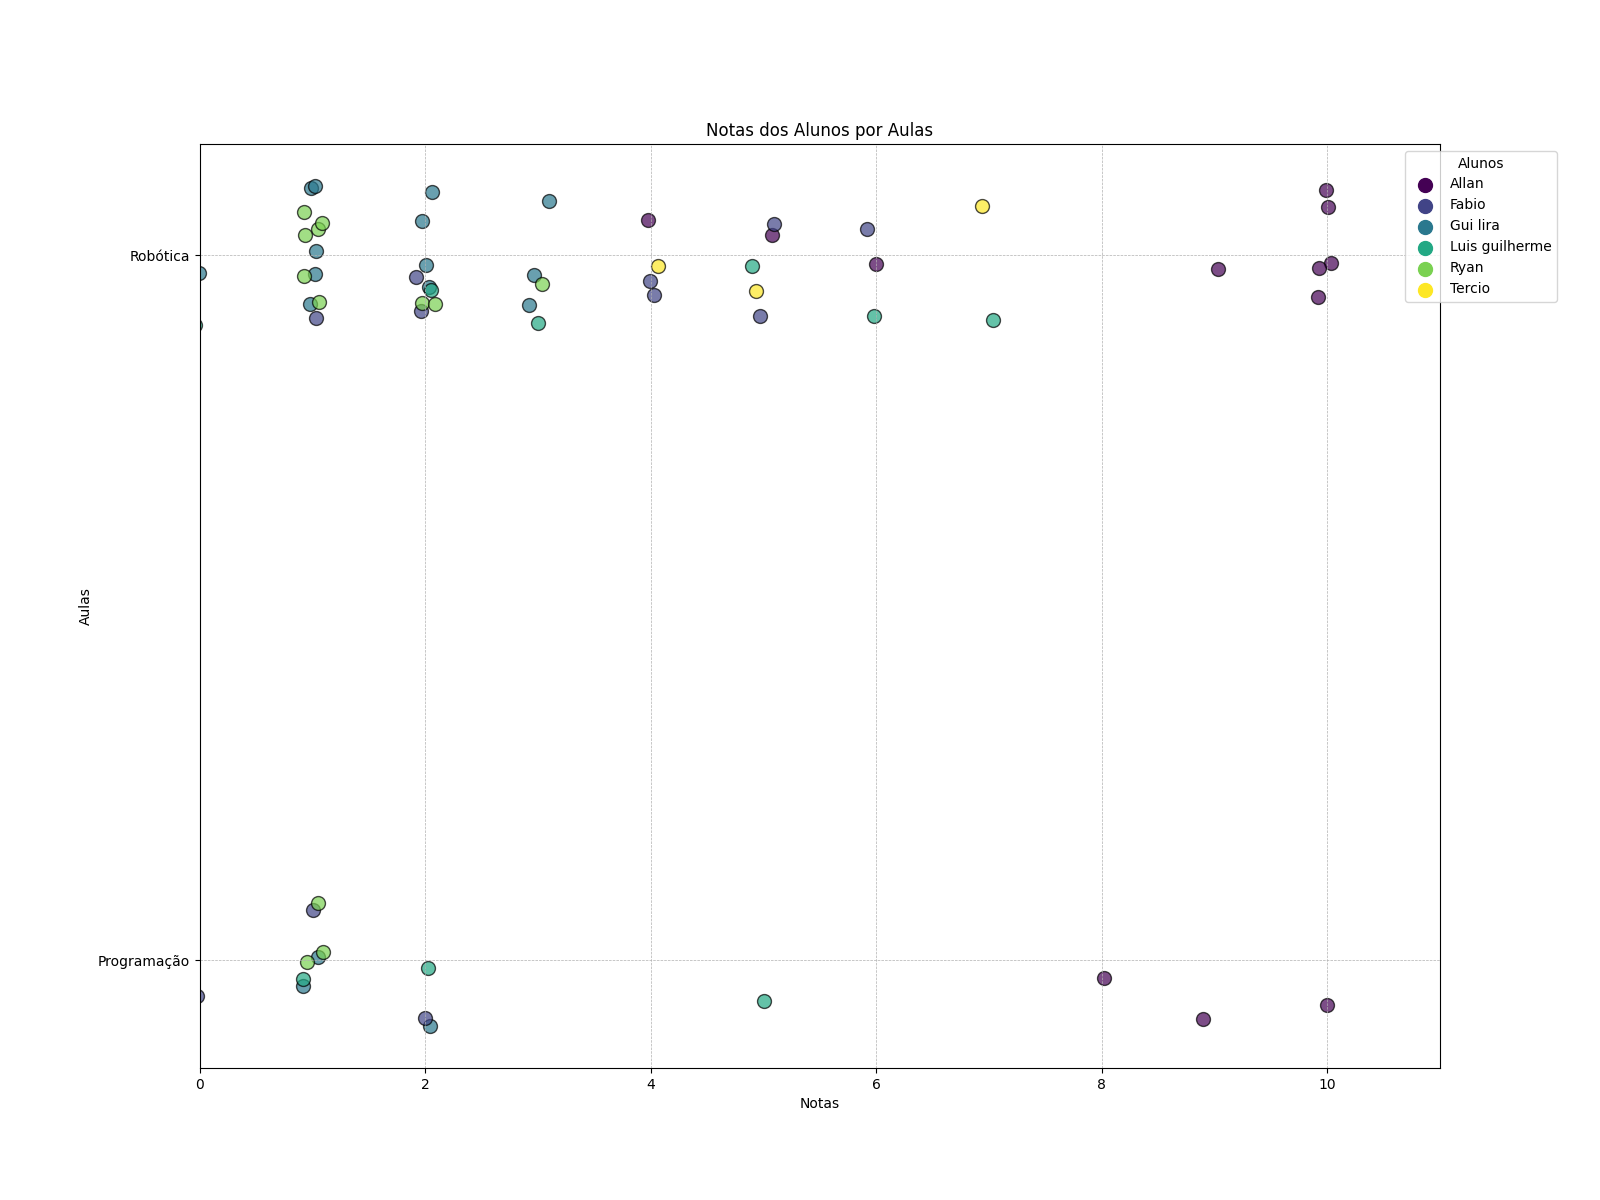 Notas dos Alunos por Aulas
Alunos
Allan
Fabio
Gui lira
Luis guilherme
Ryan
Tercio
Robótica
Aulas
Programação
0 2 4 6 8 10
Notas